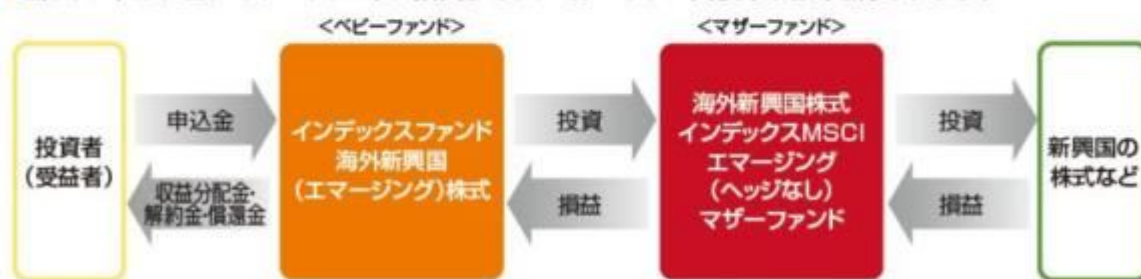 <ベビーファンド>
<マザーファンド>
投資者
(受益者)
申込金
収益分配金・
解約金・償還金
インデックスファンド
海外新興国
(エマージング)株式
投資
損益
海外新興国株式
インデックスMSCI
エマージング
(ヘッジなし)
マザーファンド
投資
損益
新興国の
株式など